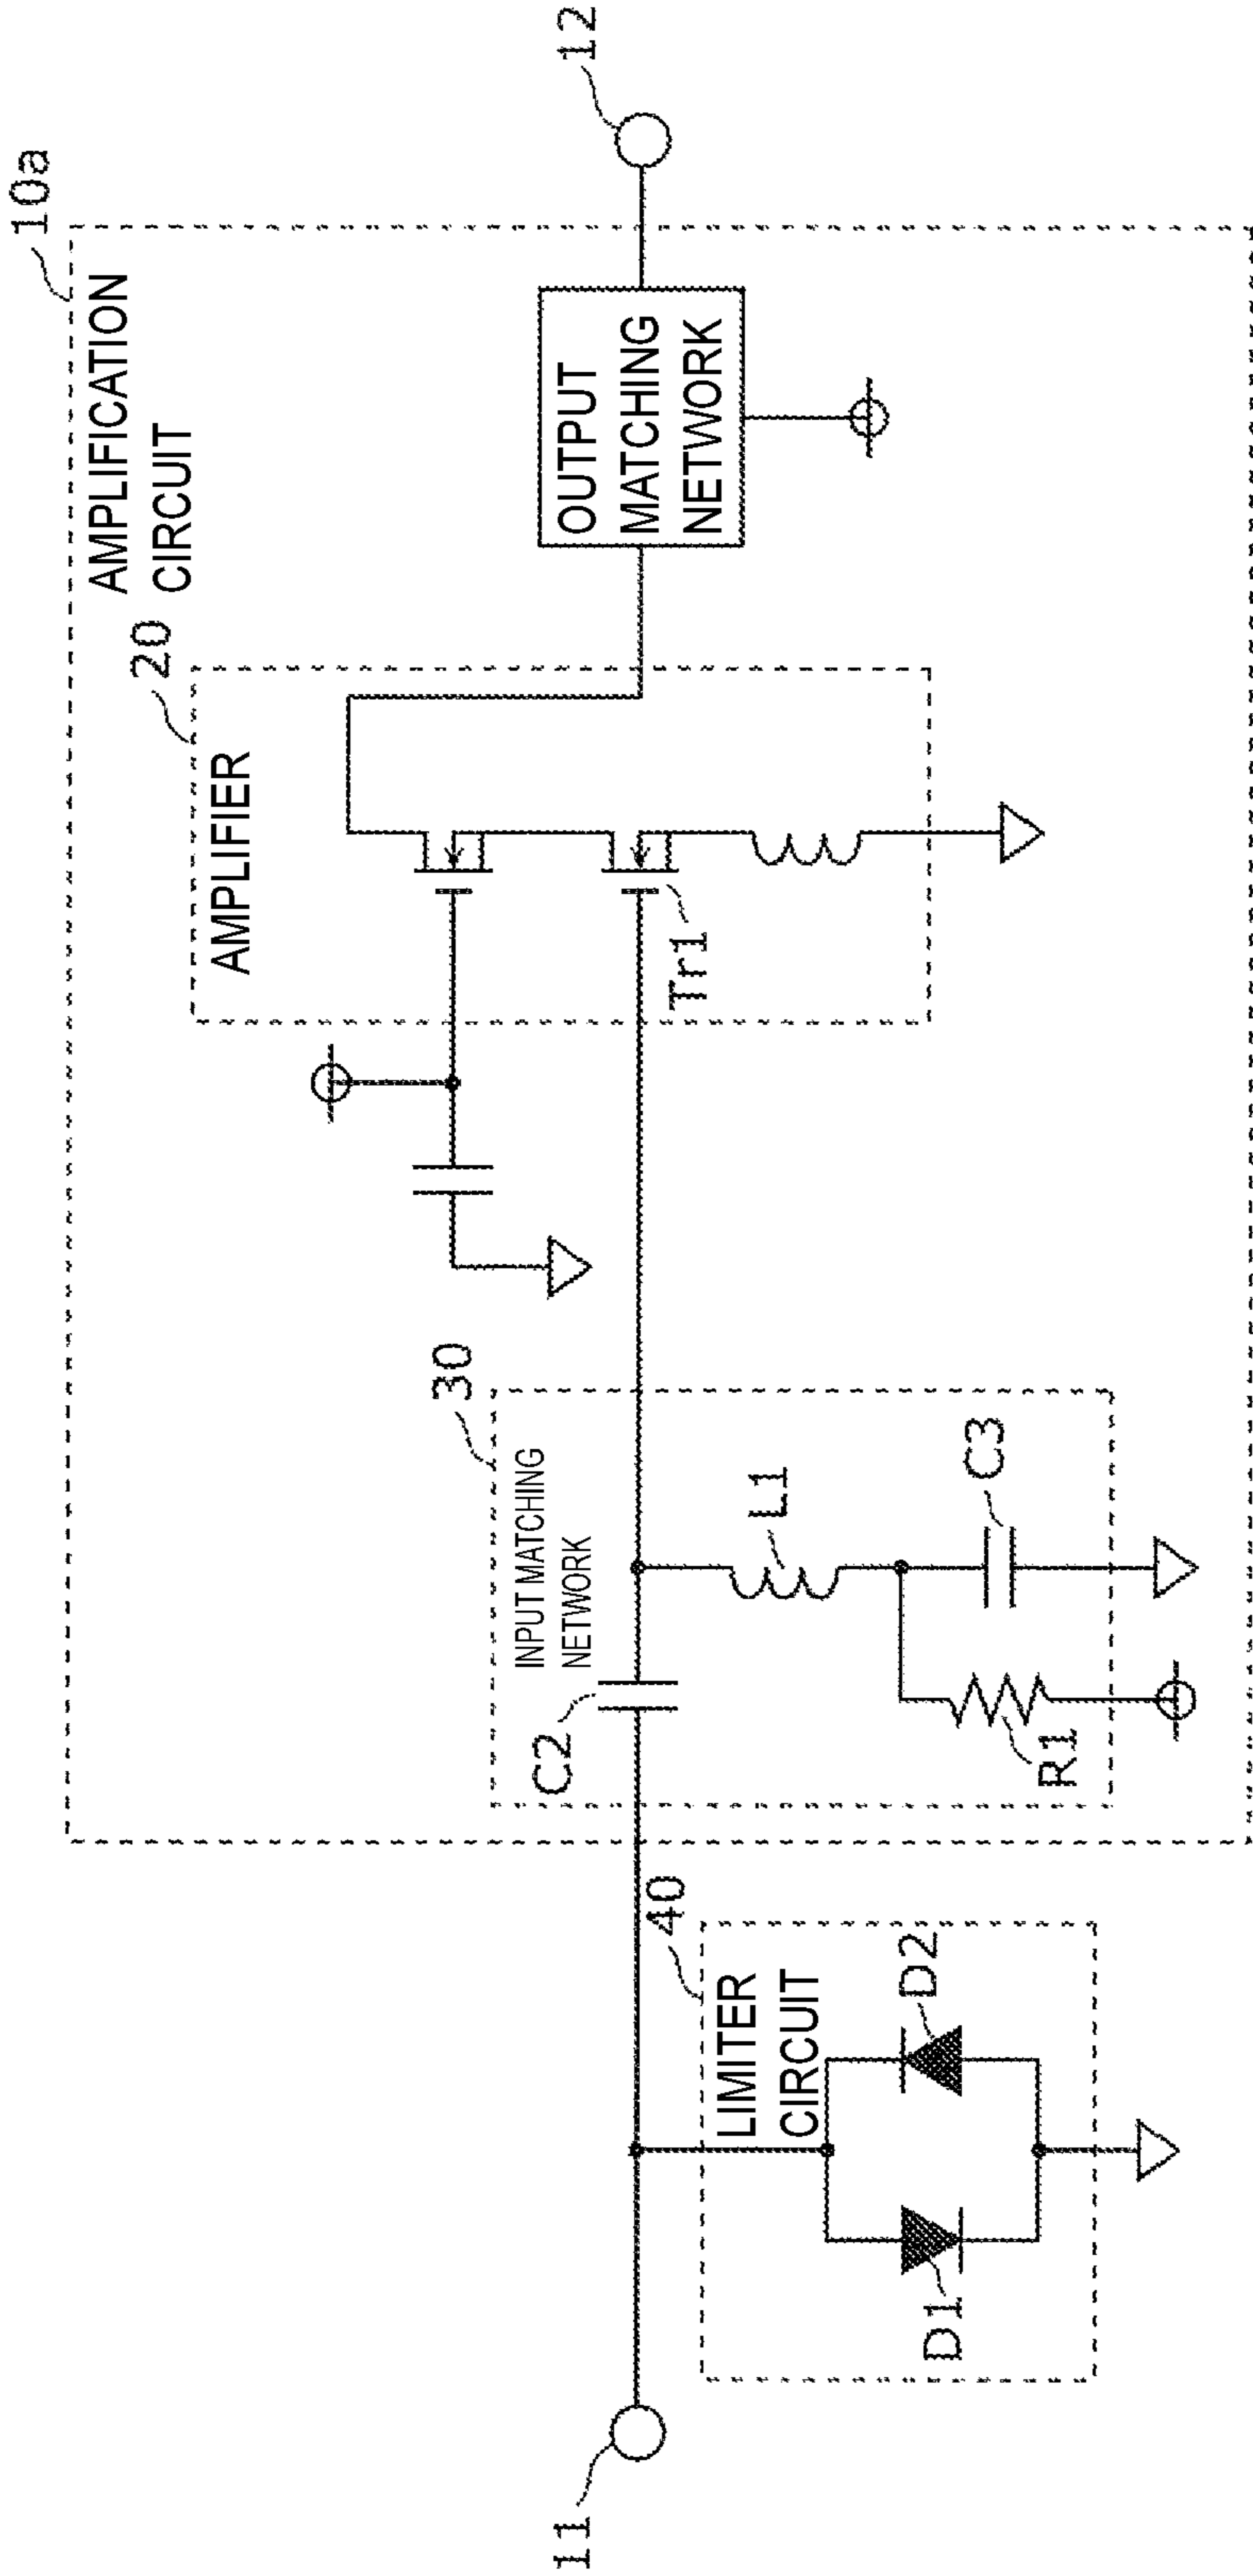 10a
AMPLIFICATION
CIRCUIT
20
AMPLIFIER
Tr1
OUTPUT
MATCHING
NETWORK
12
30
INPUT MATCHING
NETWORK
C2
L1
C3
R1
40
LIMITER
CIRCUIT
D1
D2
11